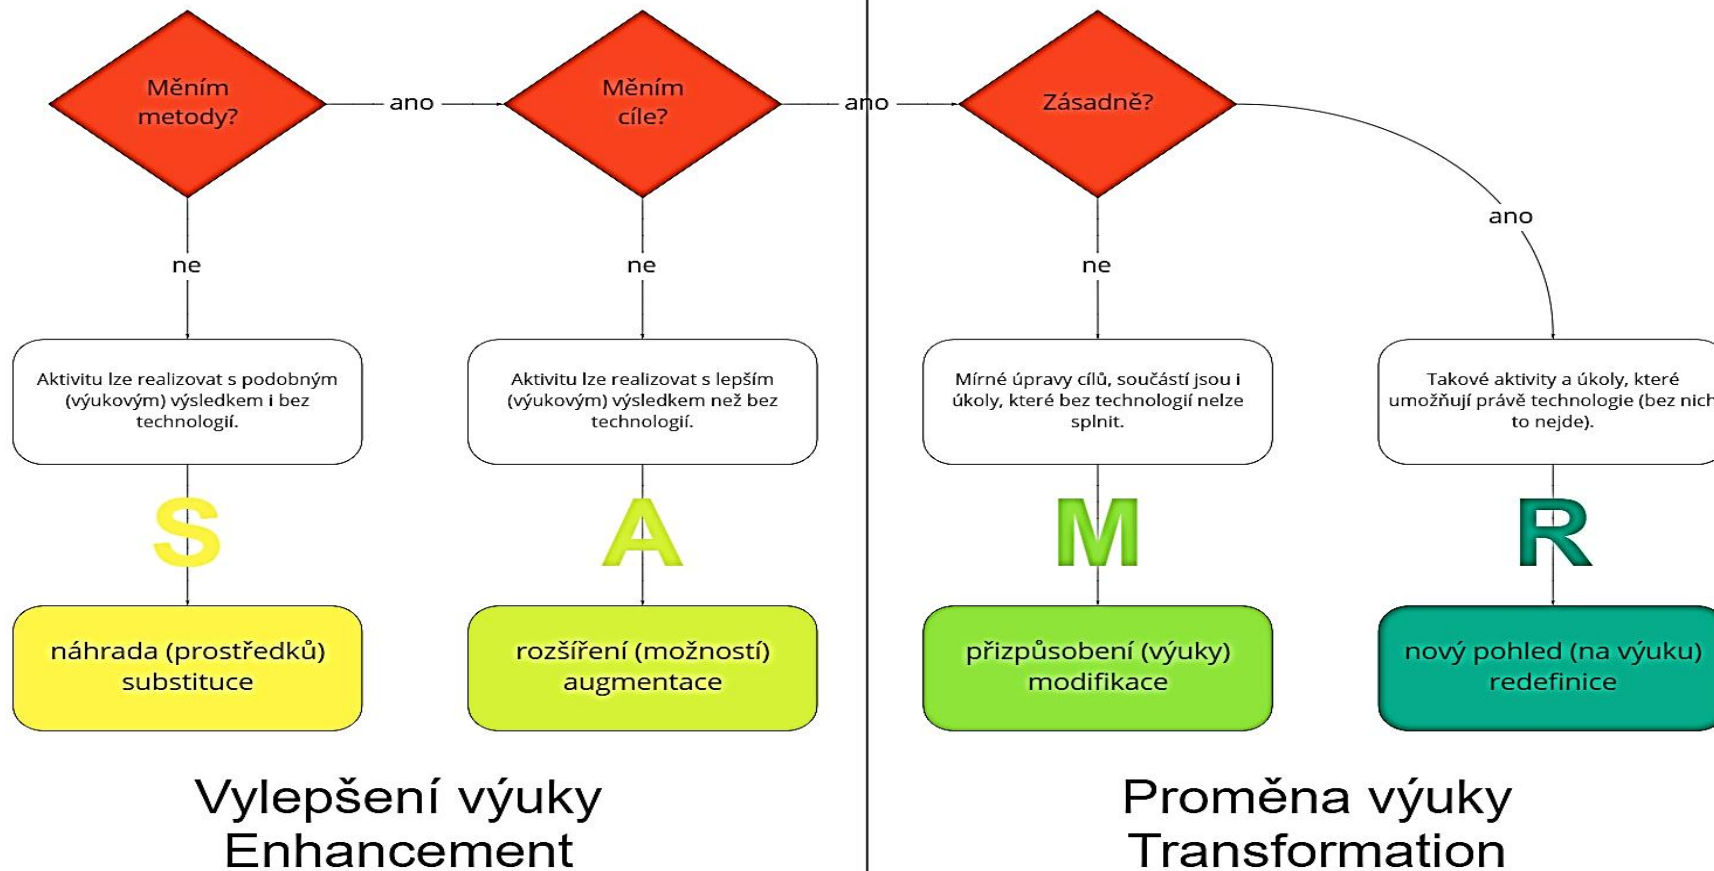 Měním
metody?
ano
Měním
cíle?
ano
Zásadně?
ano
ne
ne
ne
Aktivitu lze realizovat s podobným
(výukovým) výsledkem i bez
technologií.
Aktivitu lze realizovat s lepším
(výukovým) výsledkem než bez
technologií.
Mírné úpravy cílů, součástí jsou i
úkoly, které bez technologií nelze
splnit.
Takové aktivity a úkoly, které
umožňují právě technologie (bez nich
to nejde).
S
A
M
R
náhrada (prostředků)
substituce
rozšíření (možností)
augmentace
přizpůsobení (výuky)
modifikace
nový pohled (na výuku)
redefinice
Vylepšení výuky
Enhancement
Proměna výuky
Transformation